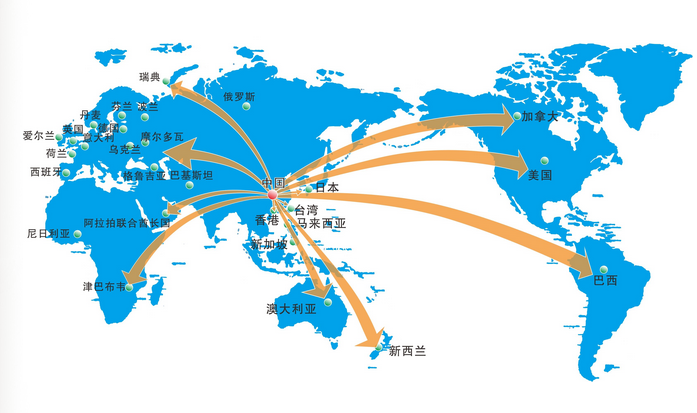 瑞典
俄罗斯
丹麦
芬兰
波兰
爱尔兰
英国
德国
意大利
摩尔多瓦
荷兰
乌克兰
西班牙
格鲁吉亚
巴基斯坦
中国
日本
加拿大
美国
阿拉拍联合酋长国
香港
台湾
马来西亚
尼日利亚
新加坡
津巴布韦
澳大利亚
巴西
新西兰